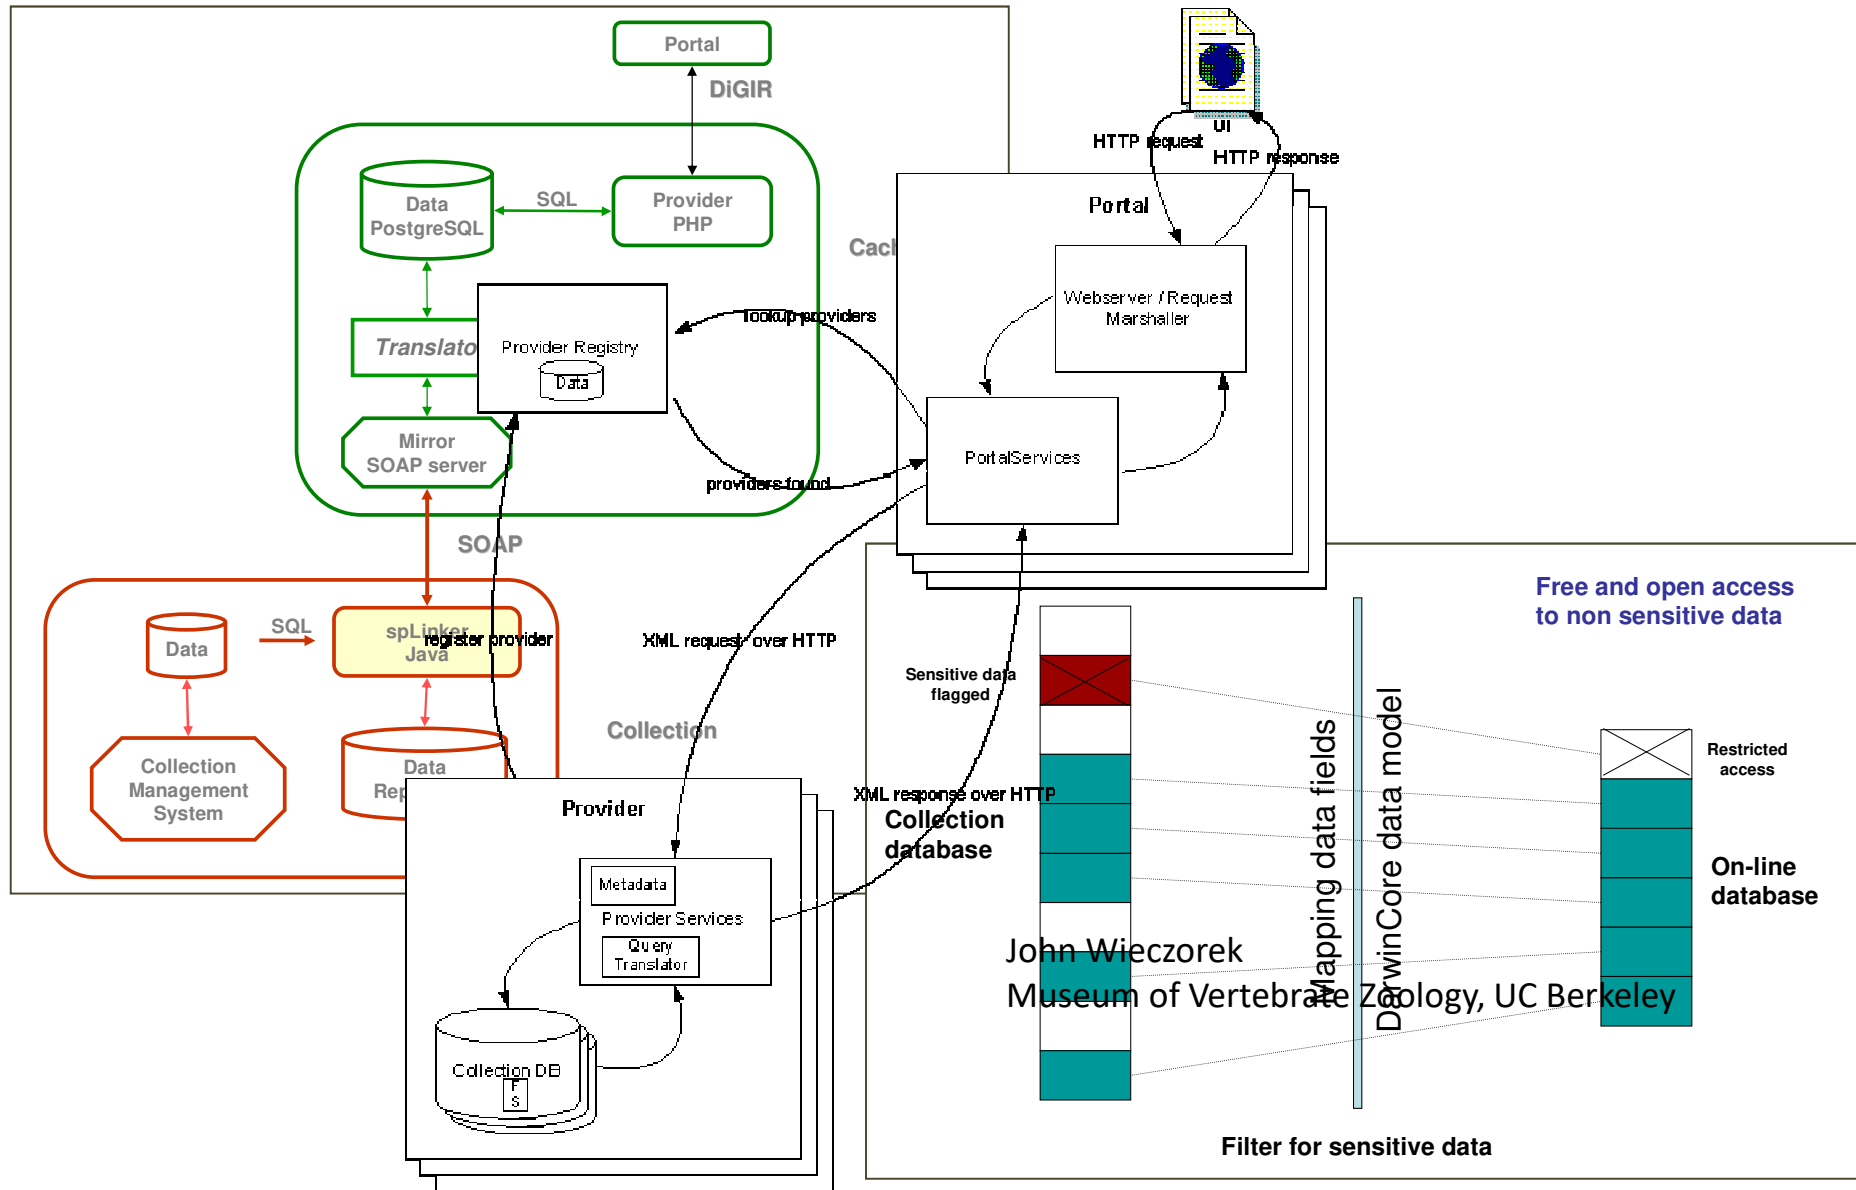 Portal
DiGIR
Data
PostgreSQL
SQL
Provider
PHP
Translato
Mirror
SOAP server
SOAP
Data
SQL
spLinker
Java
Collection
Management
System
Data
Rep
Collection
Cach
UI
HTTP request
HTTP response
Portal
Webserver / Request
Marshaller
PortalServices
lookup providers
Provider Registry
Data
providers found
register provider
XML request over HTTP
XML response over HTTP
Provider
Metadata
Provider Services
Query
Translator
Collection DB
F
S
Free and open access
to non sensitive data
Sensitive data
flagged
Collection
database
Mapping data fields
DarwinCore data model
Restricted
access
On-line
database
John Wieczorek
Museum of Vertebrate Zoology, UC Berkeley
Filter for sensitive data